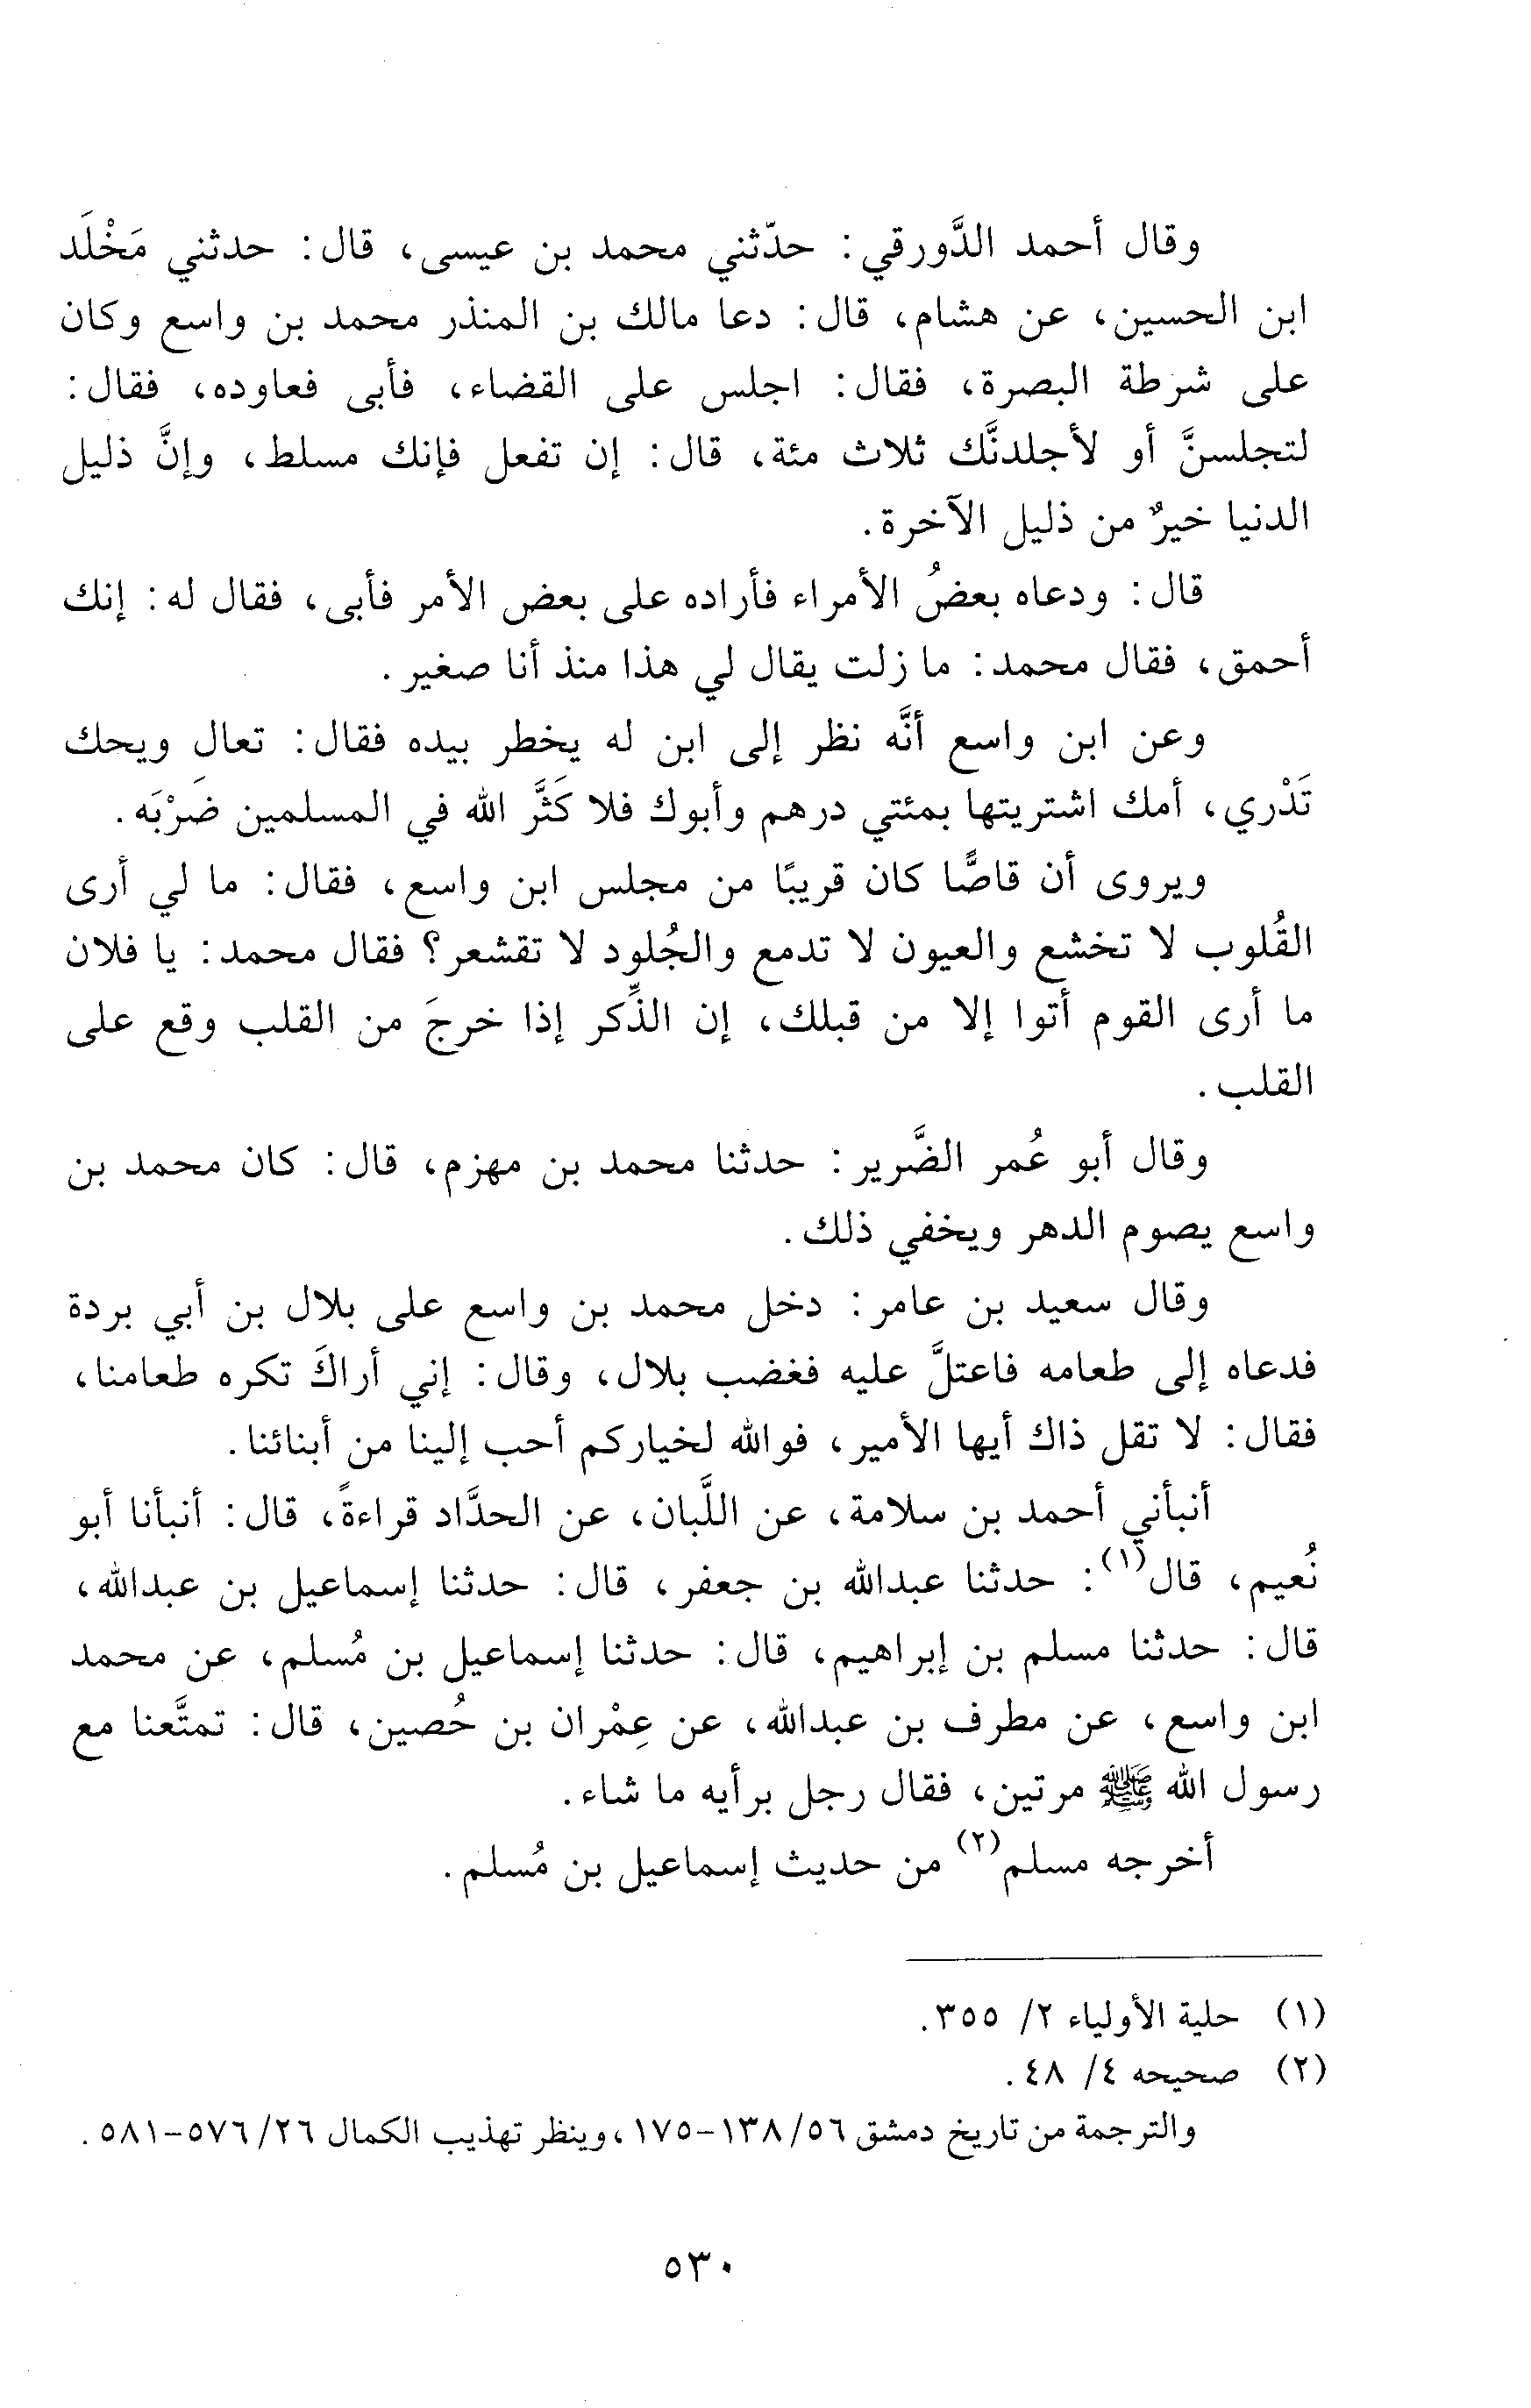 وقال أحمد الدَّورقي: حدّثني محمد بن عيسى، قال: حدثني مَخْلَد
ابن الحسين، عن هشام، قال: دعا مالك بن المنذر محمد بن واسع وكان
على شرطة البصرة، فقال: اجلس على القضاء، فأبى فعاوده، فقال:
لتجلسنَّ أو لأجلدنَّك ثلاث مئة، قال: إن تفعل فإنك مسلط، وإنَّ ذليل
الدنيا خيرٌ من ذليل الآخرة.
قال: ودعاه بعضُ الأمراء فأراده على بعض الأمر فأبى، فقال له: إنك
أحمق، فقال محمد: ما زلت يقال لي هذا منذ أنا صغير.
وعن ابن واسع أنَّه نظر إلى ابن له يخطر بيده فقال: تعال ويحك
تَدْري، أمك اشتريتها بمئتي درهم وأبوك فلا كَثَّر الله في المسلمين ضَرْبَه.
ويروى أن قاصًّا كان قريبًا من مجلس ابن واسع، فقال: ما لي أرى
القُلوب لا تخشع والعيون لا تدمع والجُلود لا تقشعر؟ فقال محمد: يا فلان
ما أرى القوم أتوا إلا من قبلك، إن الذِّكر إذا خرجَ من القلب وقع على
القلب.
وقال أبو عُمر الضَّرير: حدثنا محمد بن مهزم، قال: كان محمد بن
واسع يصوم الدهر ويخفي ذلك.
وقال سعيد بن عامر: دخل محمد بن واسع على بلال بن أبي بردة
فدعاه إلى طعامه فاعتلَّ عليه فغضب بلال، وقال: إني أراكَ تكره طعامنا،
فقال: لا تقل ذاك أيها الأمير، فوالله لخياركم أحب إلينا من أبنائنا.
أنبأني أحمد بن سلامة، عن اللَّبان، عن الحدَّاد قراءةً، قال: أنبأنا أبو
نُعيم، قال(١): حدثنا عبدالله بن جعفر، قال: حدثنا إسماعيل بن عبدالله،
قال: حدثنا مسلم بن إبراهيم، قال: حدثنا إسماعيل بن مُسلم، عن محمد
ابن واسع، عن مطرف بن عبدالله، عن عِمْران بن حُصين، قال: تمتَّعنا مع
رسول الله ﷺ مرتين، فقال رجل برأيه ما شاء.
أخرجه مسلم(٢) من حديث إسماعيل بن مُسلم.
(١) حلية الأولياء ٢/ ٣٥٥.
(٢) صحيحه ٤/ ٤٨.
والترجمة من تاريخ دمشق ٥٦/ ١٣٨-١٧٥، وينظر تهذيب الكمال ٢٦/ ٥٧٦-٥٨١.
٥٣٠